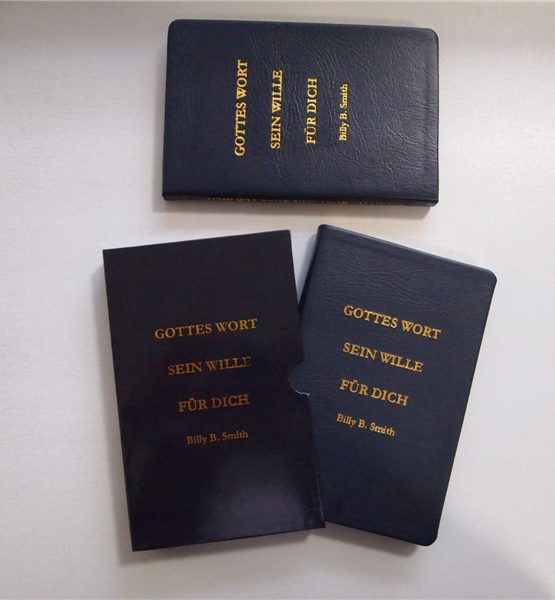 GOTTES WORT
SEIN WILLE
FÜR DICH
Billy B. Smith
GOTTES WORT
SEIN WILLE
FÜR DICH
Billy B. Smith
GOTTES WORT
SEIN WILLE
FÜR DICH
Billy B. Smith